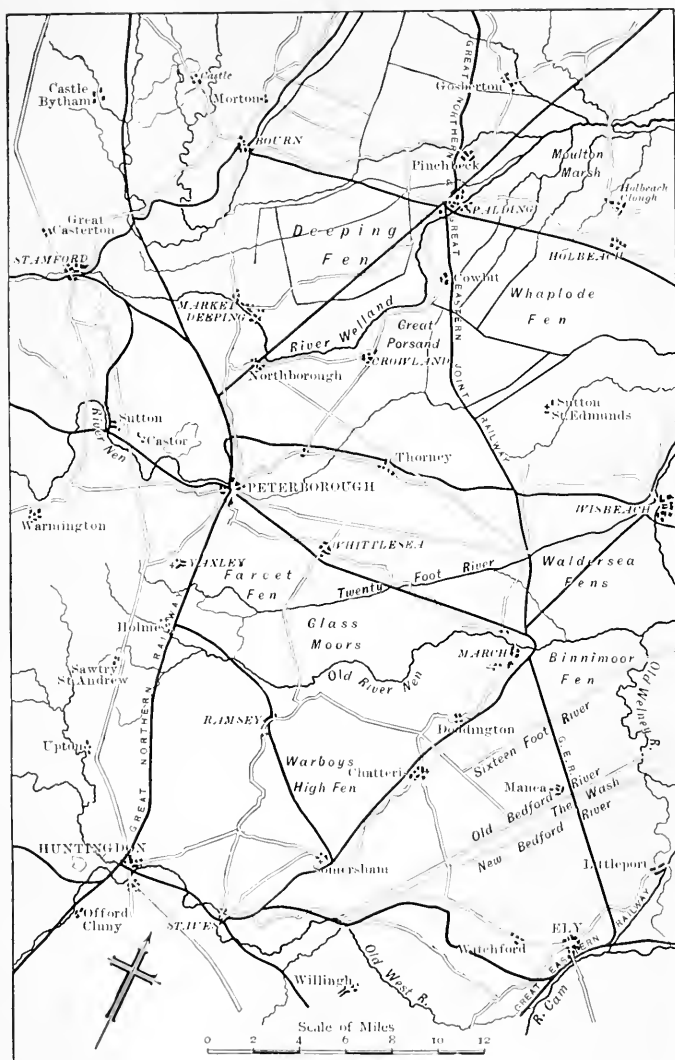 Castle
Bytham
Castle
Morton
GREAT NORTHERN &
Gosberton
BOURN
Pinchbeck
Moulton
Marsh
Holbeach
Clough
Great
Casterton
SPALDING
STAMFORD
Deeping
Fen
GREAT EASTERN JOINT RAILWAY
HOLBEACH
Cowbit
Whaplode
Fen
MARKET
DEEPING
River Welland
Great
Porsand
CROWLAND
Northborough
Sutton
St. Edmunds
River Nen
Sutton
Castor
Thorney
PETERBOROUGH
WISBEACH
Warmington
WHITTLESEA
YAXLEY
Farcet
Fen
Twenty Foot River
Waldersea
Fens
Glass
Moors
Holme
MARCH
Binnimoor
Fen
Old River Nen
Old Welney R.
Sawtry
St. Andrew
GREAT NORTHERN RAILWA
RAMSEY
Doddington
Sixteen Foot River
Upton
Warboys
High Fen
Chatteri
G.E.R.
Manea
Old Bedford River
The Wash
New Bedford River
HUNTINGDON
Somersham
Littleport
Offord
Cluny
ST. IVES
Witchford
ELY
GREAT EASTERN RAILWAY
Willingh
Old West R.
R. Cam
Scale of Miles
0 2 4 6 8 10 12